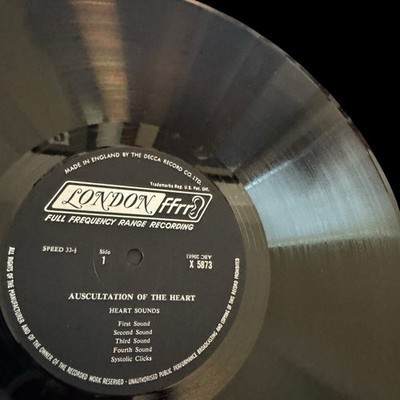 MADE IN ENGLAND BY THE DECCA RECORD CO. LTD.
Trademarks Reg. U.S. Pat. Off.
LONDON ffrr
FULL FREQUENCY RANGE RECORDING
SPEED 33⅓
Side
1
X 5873
AUSCULTATION OF THE HEART
HEART SOUNDS
First Sound
Second Sound
Third Sound
Fourth Sound
Systolic Clicks
ALL RIGHTS OF THE MANUFACTURER AND OF THE OWNER OF THE RECORDED WORK RESERVED · UNAUTHORISED PUBLIC PERFORMANCE BROADCASTING AND COPYING OF THIS RECORD PROHIBITED